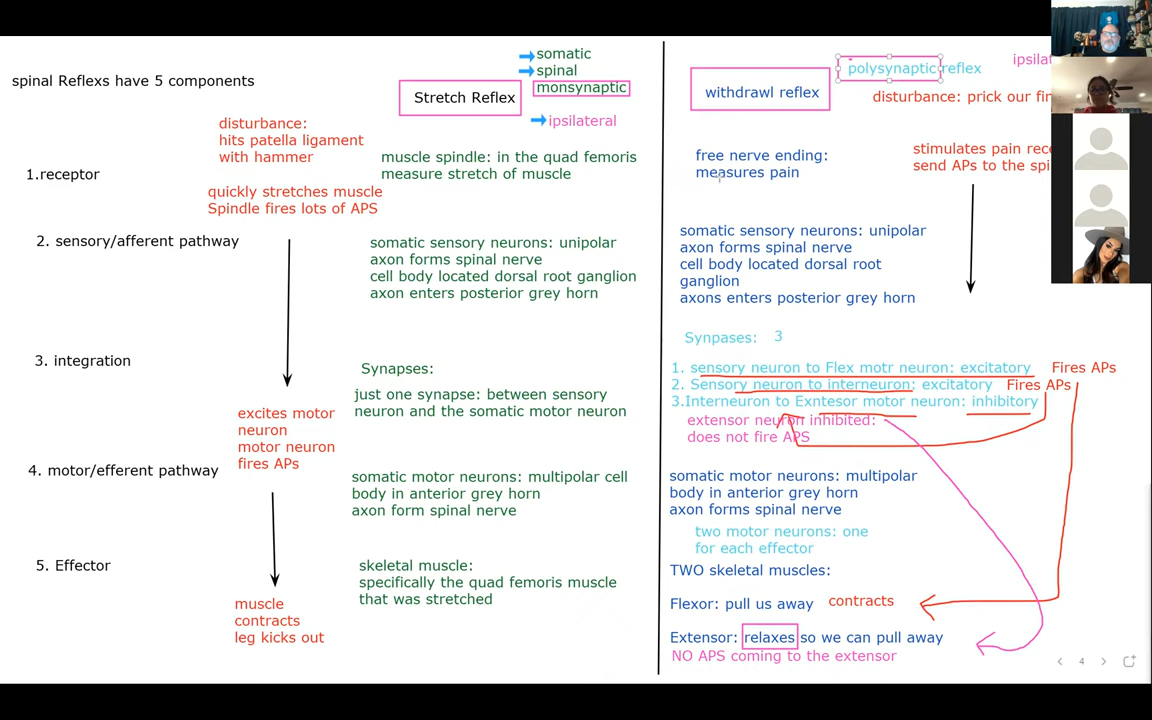 spinal Reflexs have 5 components
somatic
spinal
monsynaptic
Stretch Reflex
ipsilateral
disturbance:
hits patella ligament
with hammer
1.receptor
muscle spindle: in the quad femoris
measure stretch of muscle
quickly stretches muscle
Spindle fires lots of APS
2. sensory/afferent pathway
somatic sensory neurons: unipolar
axon forms spinal nerve
cell body located dorsal root ganglion
axon enters posterior grey horn
3. integration
Synapses:
just one synapse: between sensory
neuron and the somatic motor neuron
excites motor
neuron
motor neuron
fires APs
4. motor/efferent pathway
somatic motor neurons: multipolar cell
body in anterior grey horn
axon form spinal nerve
5. Effector
skeletal muscle:
specifically the quad femoris muscle
that was stretched
muscle
contracts
leg kicks out
withdrawl reflex
polysynaptic reflex
ipsilat
disturbance: prick our fin
free nerve ending:
measures pain
stimulates pain rece
send APs to the spi
somatic sensory neurons: unipolar
axon forms spinal nerve
cell body located dorsal root
ganglion
axons enters posterior grey horn
Synpases: 3
1. sensory neuron to Flex motr neuron: excitatory Fires APs
2. Sensory neuron to interneuron: excitatory Fires APs
3.Interneuron to Exntesor motor neuron: inhibitory
extensor neuron inhibited:
does not fire APS
somatic motor neurons: multipolar
body in anterior grey horn
axon forms spinal nerve
two motor neurons: one
for each effector
TWO skeletal muscles:
Flexor: pull us away contracts
Extensor: relaxes so we can pull away
NO APS coming to the extensor
4